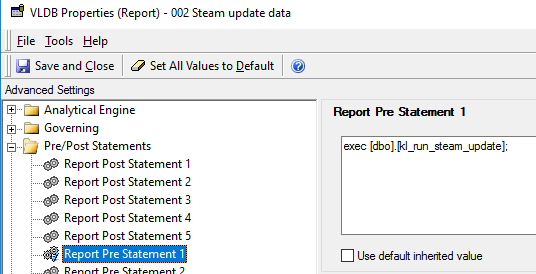 VLDB Properties (Report) - 002 Steam update data
File Tools Help
Save and Close Set All Values to Default
Advanced Settings
Analytical Engine
Governing
Pre/Post Statements
Report Post Statement 1
Report Post Statement 2
Report Post Statement 3
Report Post Statement 4
Report Post Statement 5
Report Pre Statement 1
Report Pre Statement 2
Report Pre Statement 1
exec [dbo].[kl_run_steam_update];
Use default inherited value